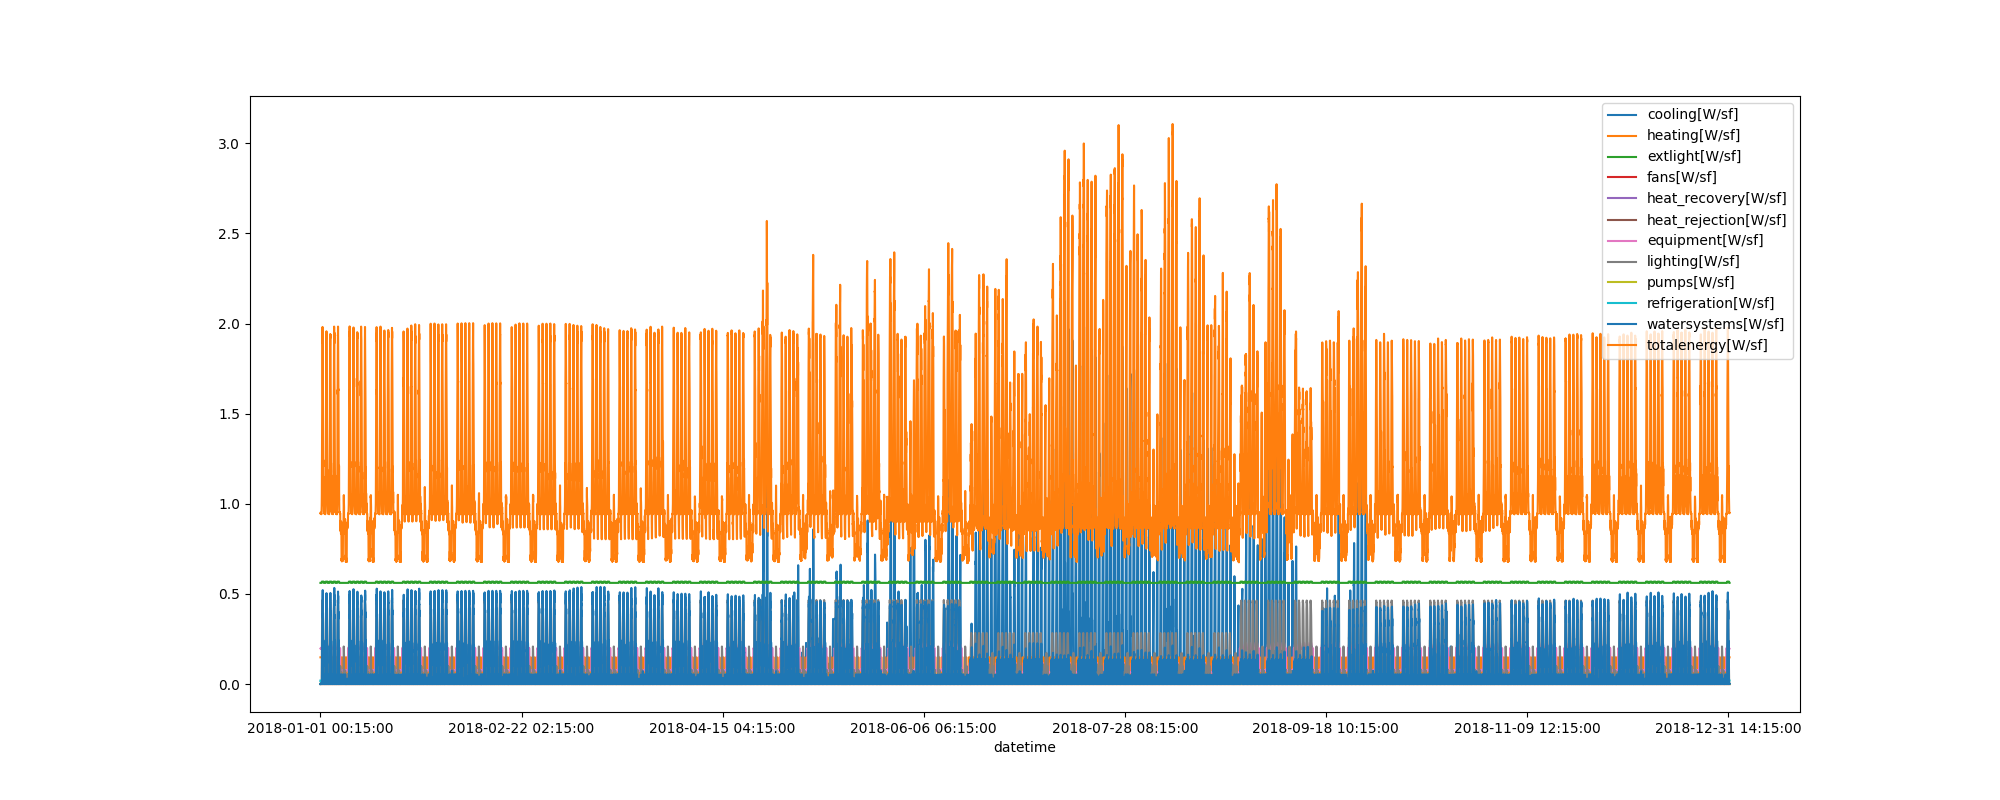 3.0
2.5
2.0
1.5
1.0
0.5
0.0
cooling[W/sf]
heating[W/sf]
extlight[W/sf]
fans[W/sf]
heat_recovery[W/sf]
heat_rejection[W/sf]
equipment[W/sf]
lighting[W/sf]
pumps[W/sf]
refrigeration[W/sf]
watersystems[W/sf]
totalenergy[W/sf]
2018-01-01 00:15:00 2018-02-22 02:15:00 2018-04-15 04:15:00 2018-06-06 06:15:00 2018-07-28 08:15:00 2018-09-18 10:15:00 2018-11-09 12:15:00 2018-12-31 14:15:00
datetime